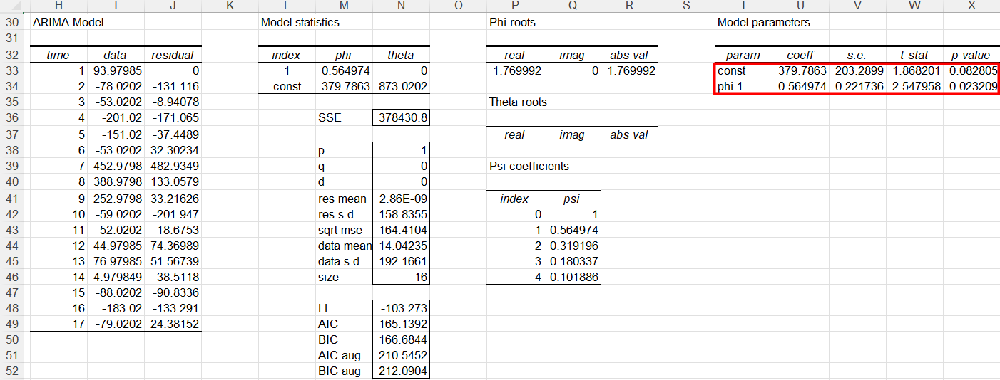 H I J K L M N O P Q R S T U V W X
30 ARIMA Model Model statistics Phi roots Model parameters
31
32 time data residual index phi theta real imag abs val param coeff s.e. t-stat p-value
33 1 93.97985 0 1 0.564974 0 1.769992 0 1.769992 const 379.7863 203.2899 1.868201 0.082805
34 2 -78.0202 -131.116 const 379.7863 873.0202 phi 1 0.564974 0.221736 2.547958 0.023209
35 3 -53.0202 -8.94078 Theta roots
36 4 -201.02 -171.065 SSE 378430.8
37 5 -151.02 -37.4489 real imag abs val
38 6 -53.0202 32.30234 p 1
39 7 452.9798 482.9349 q 0 Psi coefficients
40 8 388.9798 133.0579 d 0
41 9 252.9798 33.21626 res mean 2.86E-09 index psi
42 10 -59.0202 -201.947 res s.d. 158.8355 0 1
43 11 -52.0202 -18.6753 sqrt mse 164.4104 1 0.564974
44 12 44.97985 74.36989 data mean 14.04235 2 0.319196
45 13 76.97985 51.56739 data s.d. 192.1661 3 0.180337
46 14 4.979849 -38.5118 size 16 4 0.101886
47 15 -88.0202 -90.8336
48 16 -183.02 -133.291 LL -103.273
49 17 -79.0202 24.38152 AIC 165.1392
50 BIC 166.6844
51 AIC aug 210.5452
52 BIC aug 212.0904